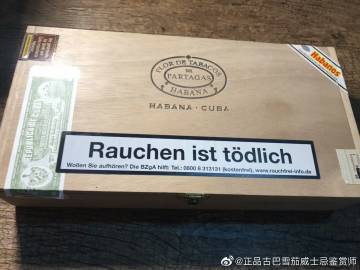 Habanos
FLOR DE TABACOS
DE
PARTAGAS
HABANA
HABANA · CUBA
Rauchen ist tödlich
Wollen Sie aufhören? Die BZgA hilft: Tel.: 0800 8 313131 (kostenfrei), www.rauchfrei-info.de
@正品古巴雪茄威士忌鉴赏师